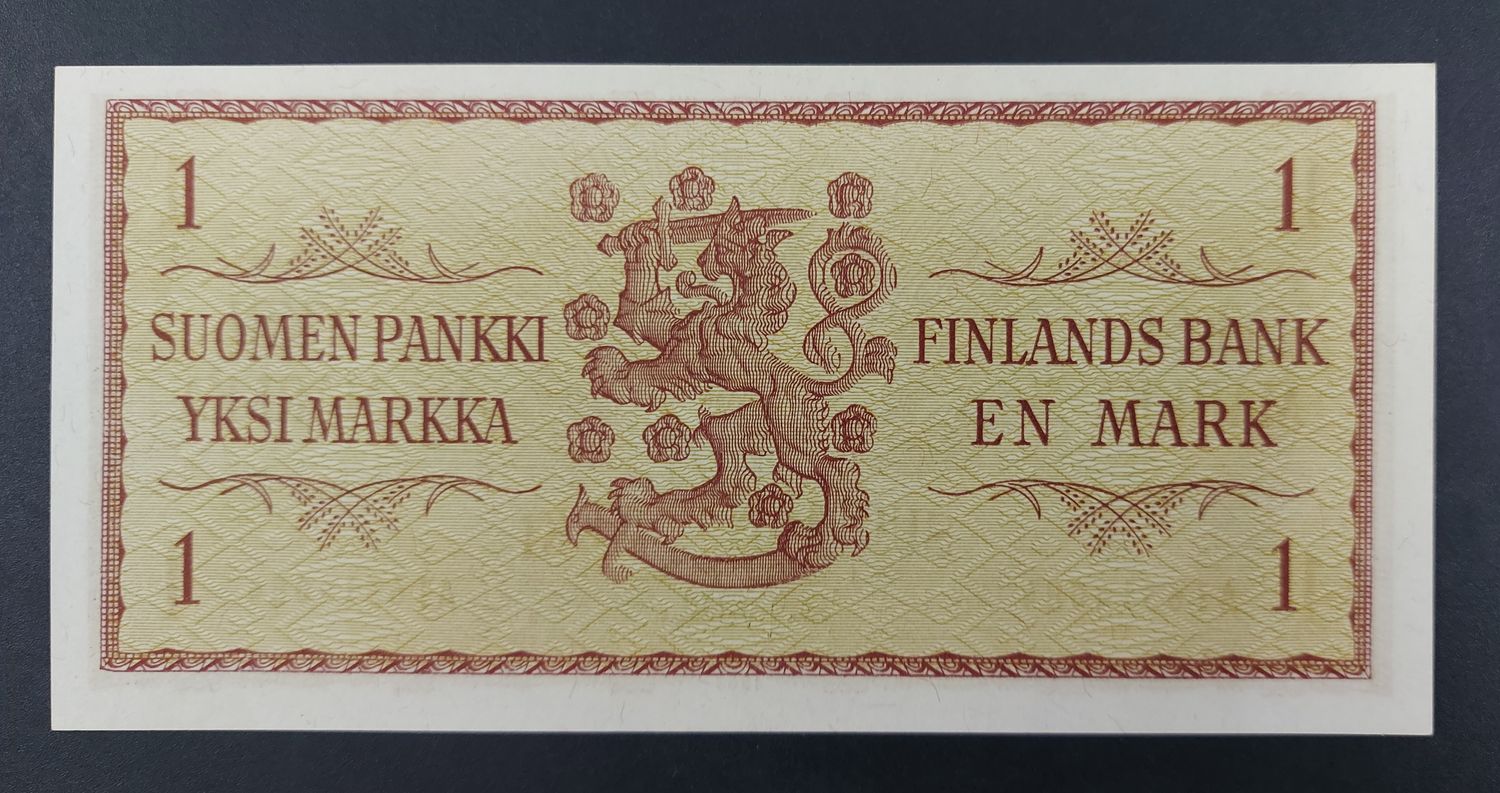 1
1
SUOMEN PANKKI
YKSI MARKKA
FINLANDS BANK
EN MARK
1
1